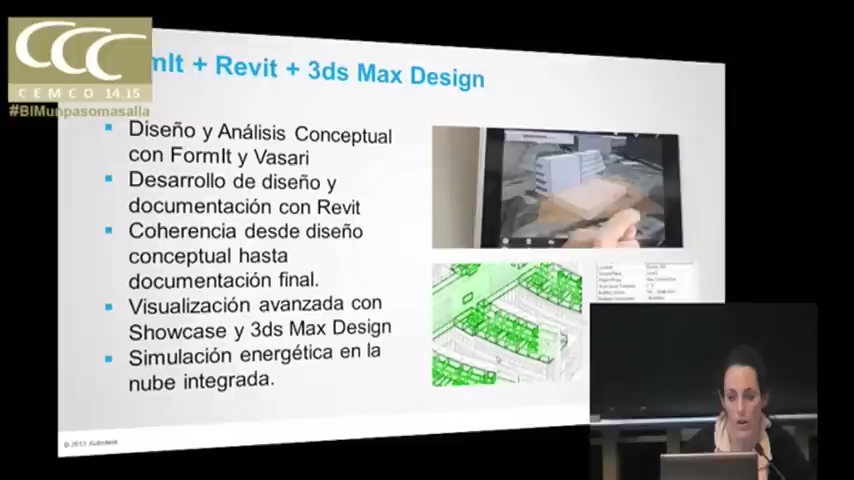 CCC
CEMCO 14.15
#BIMunpasomasalla
mIt + Revit + 3ds Max Design
Diseño y Análisis Conceptual
con FormIt y Vasari
Desarrollo de diseño y
documentación con Revit
Coherencia desde diseño
conceptual hasta
documentación final.
Visualización avanzada con
Showcase y 3ds Max Design
Simulación energética en la
nube integrada.
© 2013 Autodesk